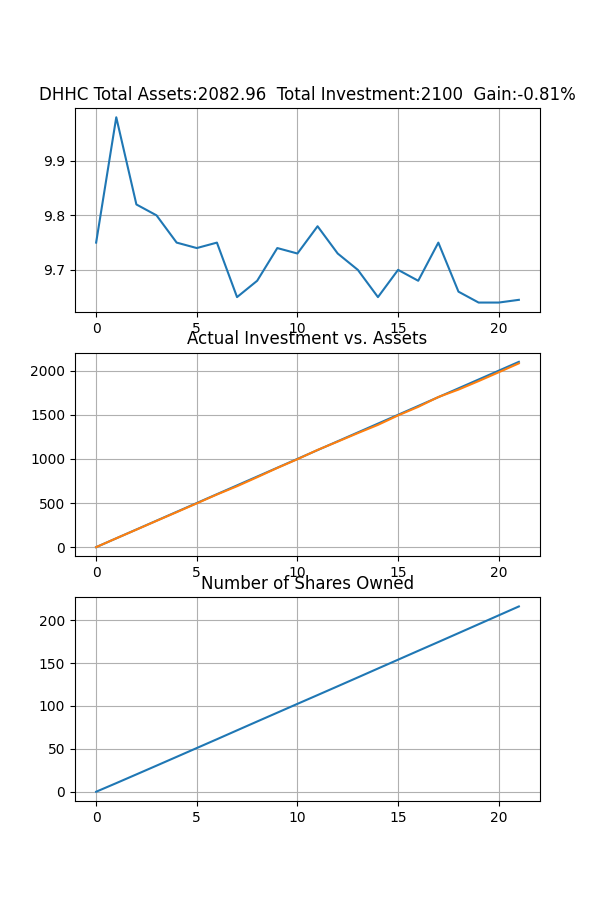 DHHC Total Assets:2082.96  Total Investment:2100  Gain:-0.81%
9.9
9.8
9.7
0 5 10 15 20
Actual Investment vs. Assets
2000
1500
1000
500
0
0 5 10 15 20
Number of Shares Owned
200
150
100
50
0
0 5 10 15 20